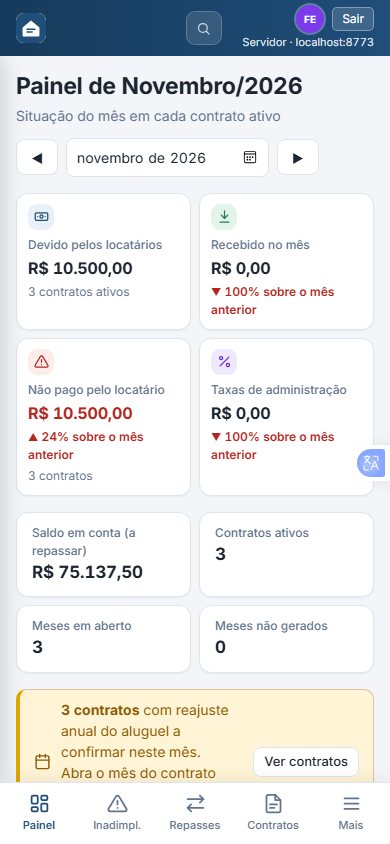 FE
Sair
Servidor · localhost:8773
Painel de Novembro/2026
Situação do mês em cada contrato ativo
◀
novembro de 2026
▶
Devido pelos locatários
R$ 10.500,00
3 contratos ativos
Recebido no mês
R$ 0,00
▼ 100% sobre o mês
anterior
Não pago pelo locatário
R$ 10.500,00
▲ 24% sobre o mês
anterior
3 contratos
Taxas de administração
R$ 0,00
▼ 100% sobre o mês
anterior
Saldo em conta (a
repassar)
R$ 75.137,50
Contratos ativos
3
Meses em aberto
3
Meses não gerados
0
3 contratos com reajuste
anual do aluguel a
confirmar neste mês.
Abra o mês do contrato
Ver contratos
Painel
Inadimpl.
Repasses
Contratos
Mais